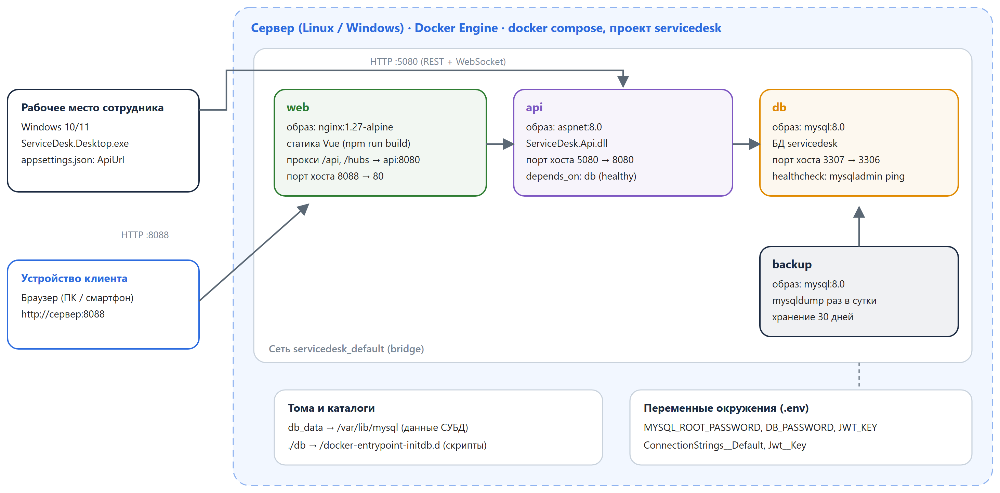 Сервер (Linux / Windows) · Docker Engine · docker compose, проект servicedesk
HTTP :5080 (REST + WebSocket)
Рабочее место сотрудника
Windows 10/11
ServiceDesk.Desktop.exe
appsettings.json: ApiUrl
web
образ: nginx:1.27-alpine
статика Vue (npm run build)
прокси /api, /hubs → api:8080
порт хоста 8088 → 80
api
образ: aspnet:8.0
ServiceDesk.Api.dll
порт хоста 5080 → 8080
depends_on: db (healthy)
db
образ: mysql:8.0
БД servicedesk
порт хоста 3307 → 3306
healthcheck: mysqladmin ping
HTTP :8088
Устройство клиента
Браузер (ПК / смартфон)
http://сервер:8088
backup
образ: mysql:8.0
mysqldump раз в сутки
хранение 30 дней
Сеть servicedesk_default (bridge)
Тома и каталоги
db_data → /var/lib/mysql (данные СУБД)
./db → /docker-entrypoint-initdb.d (скрипты)
Переменные окружения (.env)
MYSQL_ROOT_PASSWORD, DB_PASSWORD, JWT_KEY
ConnectionStrings__Default, Jwt__Key